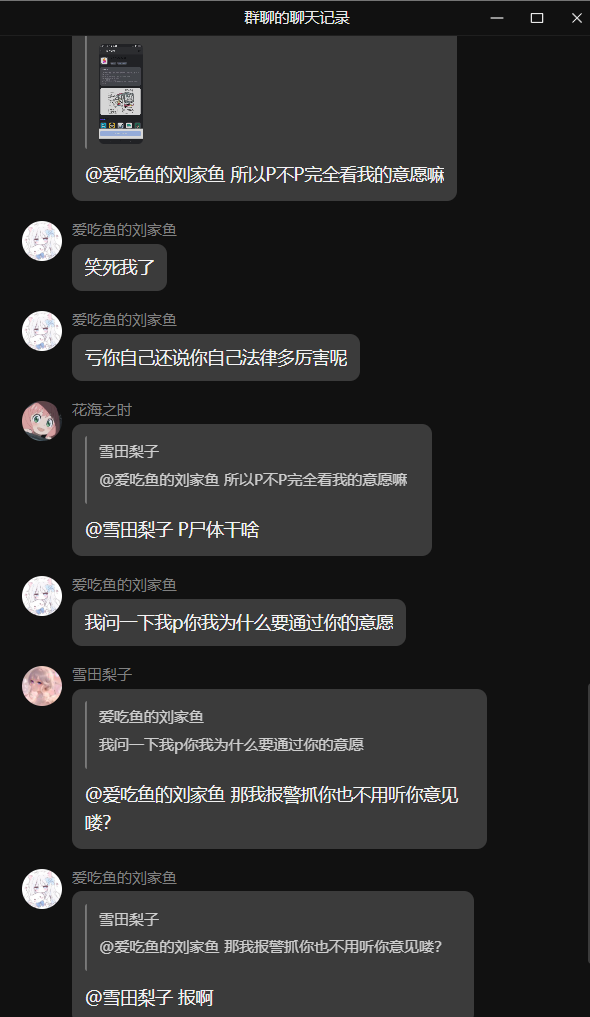 群聊的聊天记录
@爱吃鱼的刘家鱼 所以P不P完全看我的意愿嘛
爱吃鱼的刘家鱼
笑死我了
爱吃鱼的刘家鱼
亏你自己还说你自己法律多厉害呢
花海之时
雪田梨子
@爱吃鱼的刘家鱼 所以P不P完全看我的意愿嘛
@雪田梨子 P尸体干啥
爱吃鱼的刘家鱼
我问一下我p你我为什么要通过你的意愿
雪田梨子
爱吃鱼的刘家鱼
我问一下我p你我为什么要通过你的意愿
@爱吃鱼的刘家鱼 那我报警抓你也不用听你意见
喽?
爱吃鱼的刘家鱼
雪田梨子
@爱吃鱼的刘家鱼 那我报警抓你也不用听你意见喽?
@雪田梨子 报啊